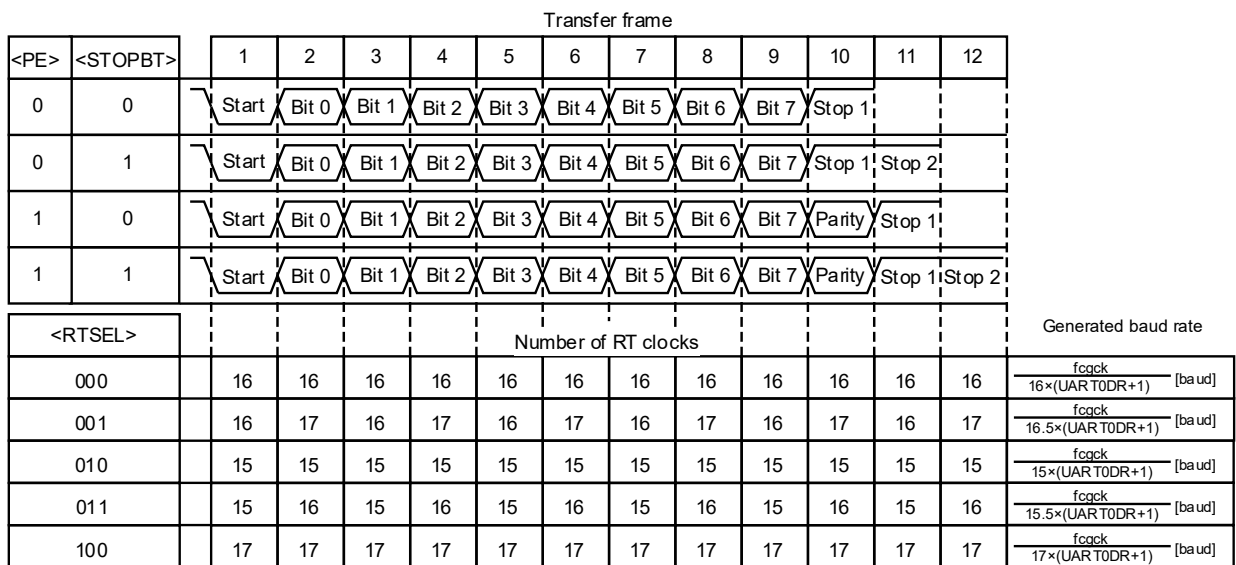 Transfer frame
<PE> <STOPBT> 1 2 3 4 5 6 7 8 9 10 11 12
0 0 Start Bit 0 Bit 1 Bit 2 Bit 3 Bit 4 Bit 5 Bit 6 Bit 7 Stop 1
0 1 Start Bit 0 Bit 1 Bit 2 Bit 3 Bit 4 Bit 5 Bit 6 Bit 7 Stop 1 Stop 2
1 0 Start Bit 0 Bit 1 Bit 2 Bit 3 Bit 4 Bit 5 Bit 6 Bit 7 Parity Stop 1
1 1 Start Bit 0 Bit 1 Bit 2 Bit 3 Bit 4 Bit 5 Bit 6 Bit 7 Parity Stop 1 Stop 2
<RTSEL> Number of RT clocks Generated baud rate
000 16 16 16 16 16 16 16 16 16 16 16 16 fcgck
16×(UART0DR+1) [baud]
001 16 17 16 17 16 17 16 17 16 17 16 17 fcgck
16.5×(UART0DR+1) [baud]
010 15 15 15 15 15 15 15 15 15 15 15 15 fcgck
15×(UART0DR+1) [baud]
011 15 16 15 16 15 16 15 16 15 16 15 16 fcgck
15.5×(UART0DR+1) [baud]
100 17 17 17 17 17 17 17 17 17 17 17 17 fcgck
17×(UART0DR+1) [baud]